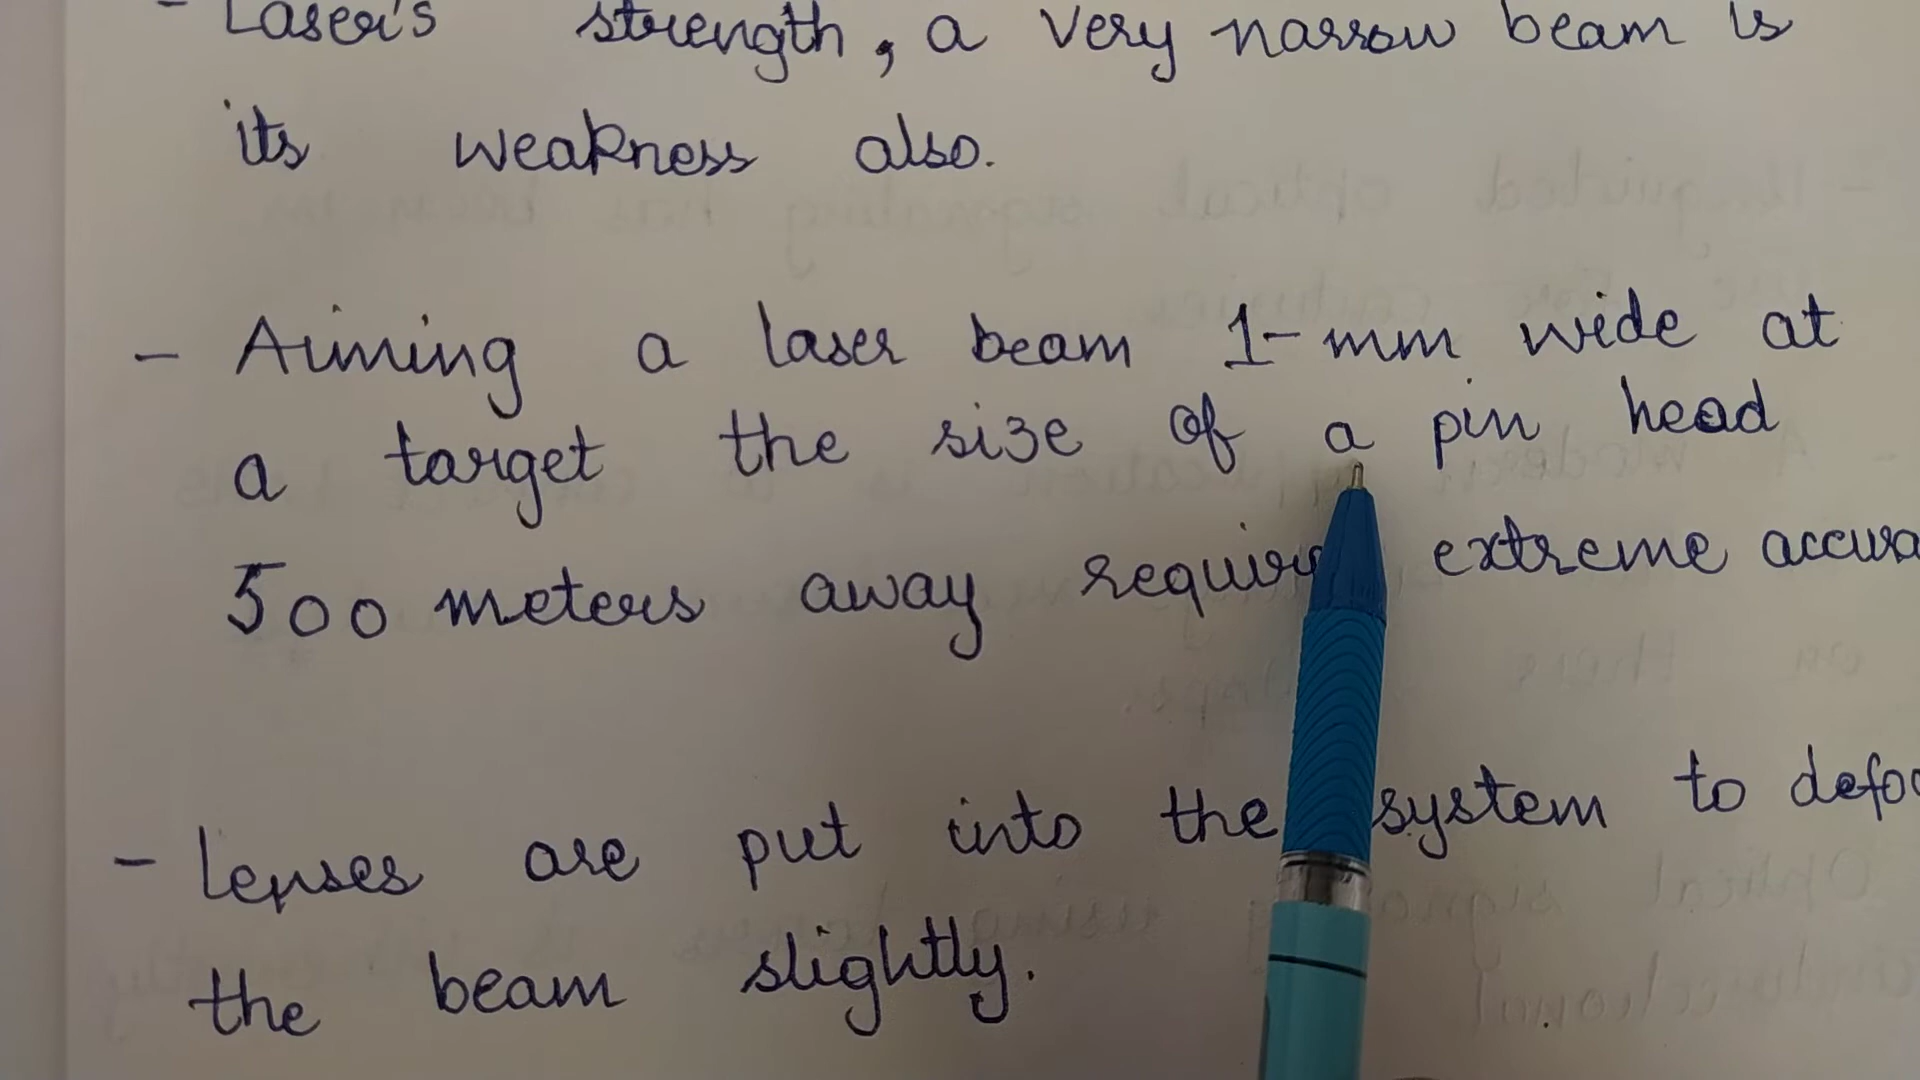 - Laser's strength, a very narrow beam is
its weakness also.
- Aiming a laser beam 1-mm wide at
a target the size of a pin head
500 meters away extreme
- Lenses are put into the system to
the beam slightly.